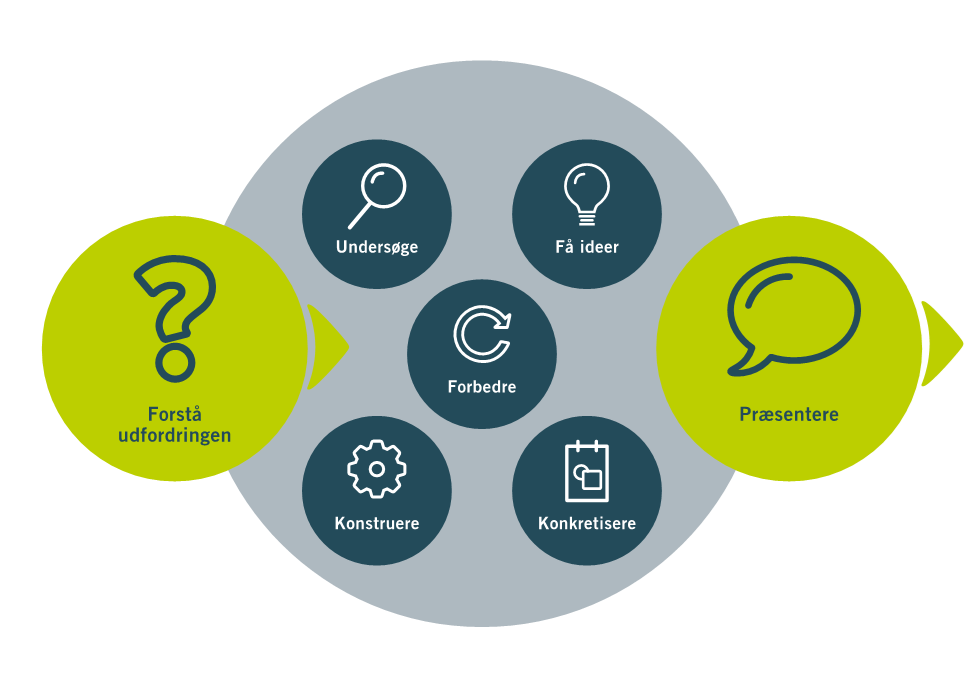 Forstå
udfordringen
Undersøge
Få ideer
Forbedre
Konstruere
Konkretisere
Præsentere